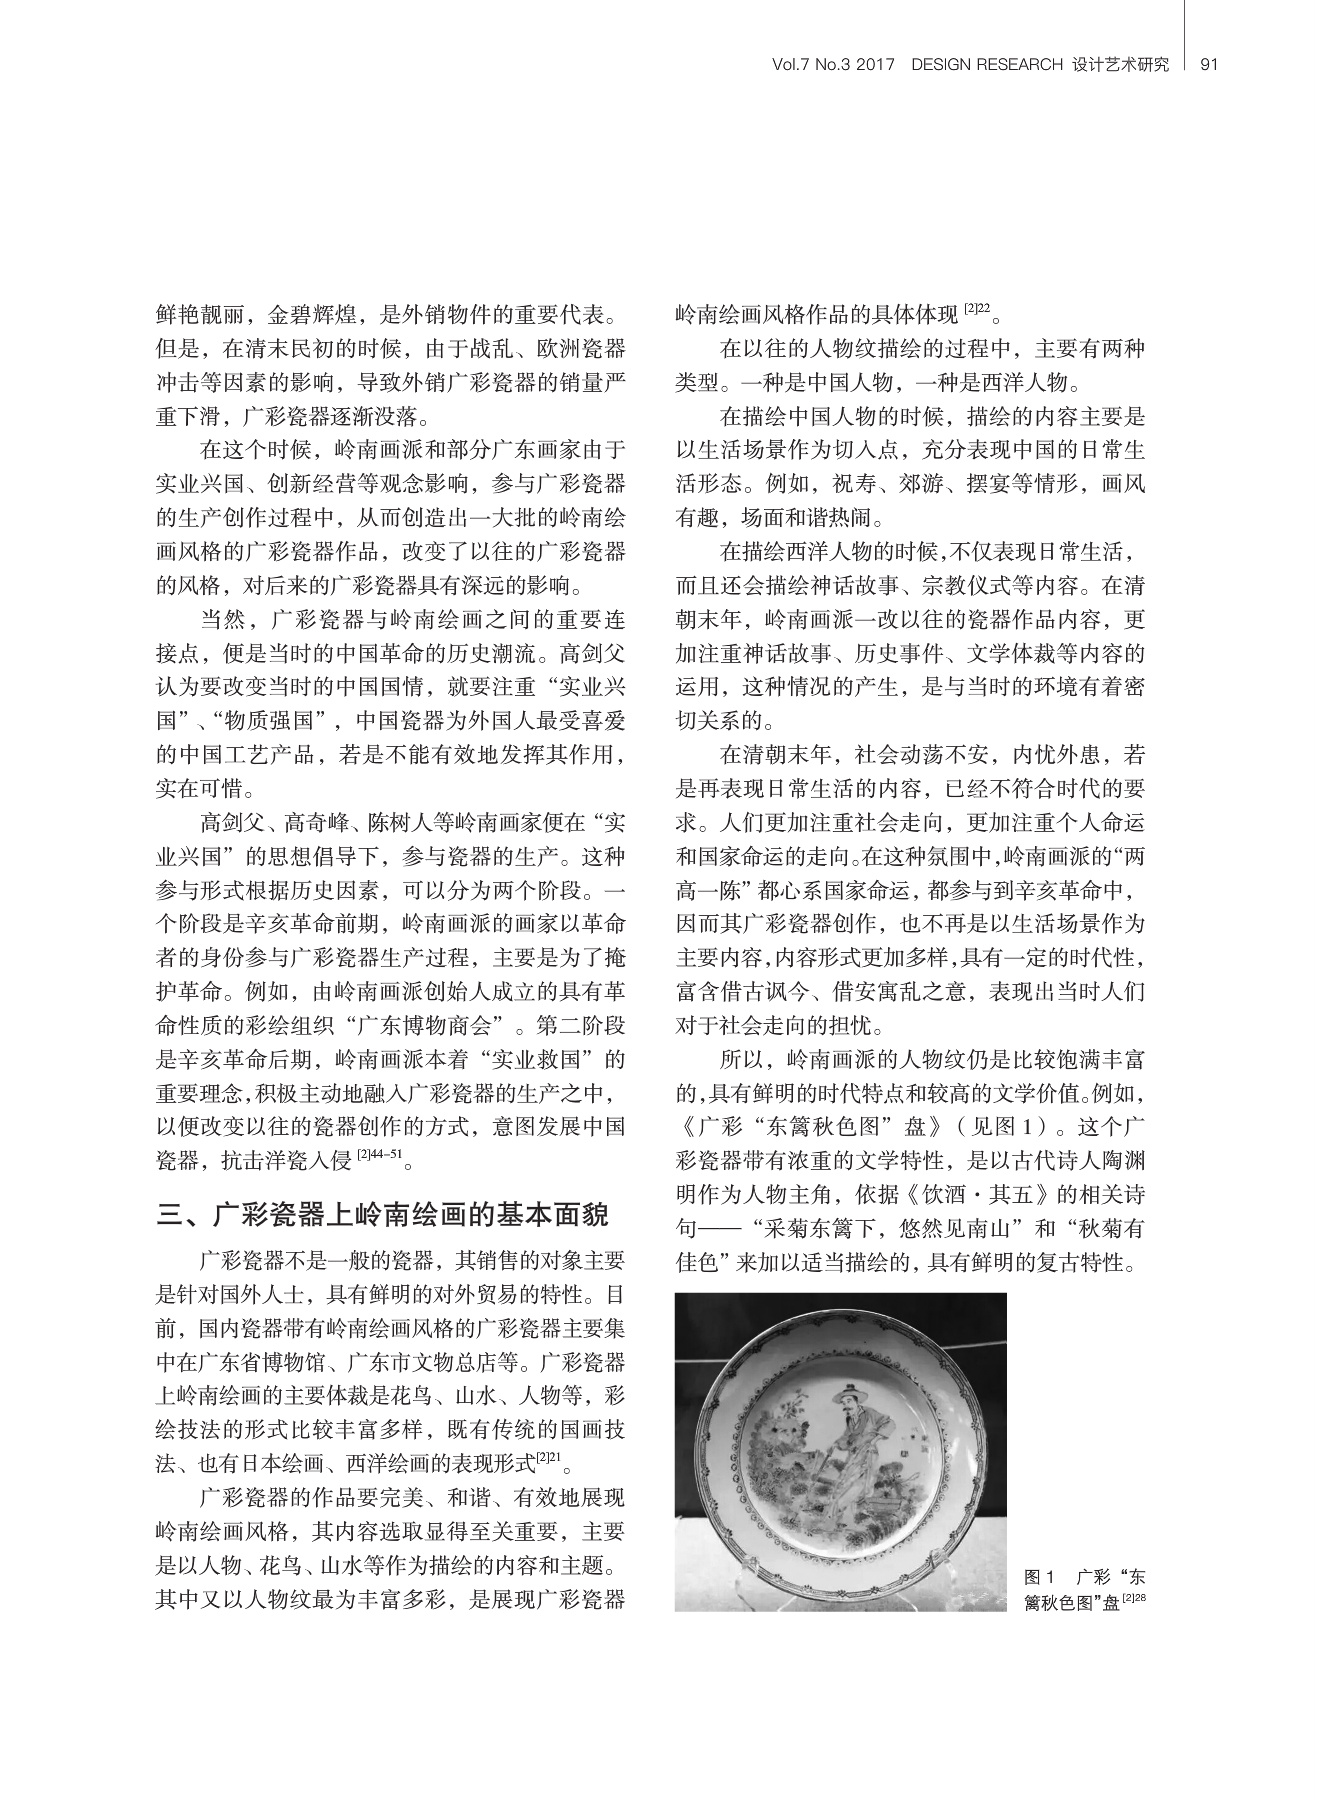 Vol.7 No.3 2017 DESIGN RESEARCH 设计艺术研究 91
鲜艳靓丽，金碧辉煌，是外销物件的重要代表。
但是，在清末民初的时候，由于战乱、欧洲瓷器
冲击等因素的影响，导致外销广彩瓷器的销量严
重下滑，广彩瓷器逐渐没落。
在这个时候，岭南画派和部分广东画家由于
实业兴国、创新经营等观念影响，参与广彩瓷器
的生产创作过程中，从而创造出一大批的岭南绘
画风格的广彩瓷器作品，改变了以往的广彩瓷器
的风格，对后来的广彩瓷器具有深远的影响。
当然，广彩瓷器与岭南绘画之间的重要连
接点，便是当时的中国革命的历史潮流。高剑父
认为要改变当时的中国国情，就要注重“实业兴
国”、“物质强国”，中国瓷器为外国人最受喜爱
的中国工艺产品，若是不能有效地发挥其作用，
实在可惜。
高剑父、高奇峰、陈树人等岭南画家便在“实
业兴国”的思想倡导下，参与瓷器的生产。这种
参与形式根据历史因素，可以分为两个阶段。一
个阶段是辛亥革命前期，岭南画派的画家以革命
者的身份参与广彩瓷器生产过程，主要是为了掩
护革命。例如，由岭南画派创始人成立的具有革
命性质的彩绘组织“广东博物商会”。第二阶段
是辛亥革命后期，岭南画派本着“实业救国”的
重要理念，积极主动地融入广彩瓷器的生产之中，
以便改变以往的瓷器创作的方式，意图发展中国
瓷器，抗击洋瓷入侵[2]44-51。
三、广彩瓷器上岭南绘画的基本面貌
广彩瓷器不是一般的瓷器，其销售的对象主要
是针对国外人士，具有鲜明的对外贸易的特性。目
前，国内瓷器带有岭南绘画风格的广彩瓷器主要集
中在广东省博物馆、广东市文物总店等。广彩瓷器
上岭南绘画的主要体裁是花鸟、山水、人物等，彩
绘技法的形式比较丰富多样，既有传统的国画技
法、也有日本绘画、西洋绘画的表现形式[2]21。
广彩瓷器的作品要完美、和谐、有效地展现
岭南绘画风格，其内容选取显得至关重要，主要
是以人物、花鸟、山水等作为描绘的内容和主题。
其中又以人物纹最为丰富多彩，是展现广彩瓷器
岭南绘画风格作品的具体体现[2]22。
在以往的人物纹描绘的过程中，主要有两种
类型。一种是中国人物，一种是西洋人物。
在描绘中国人物的时候，描绘的内容主要是
以生活场景作为切入点，充分表现中国的日常生
活形态。例如，祝寿、郊游、摆宴等情形，画风
有趣，场面和谐热闹。
在描绘西洋人物的时候，不仅表现日常生活，
而且还会描绘神话故事、宗教仪式等内容。在清
朝末年，岭南画派一改以往的瓷器作品内容，更
加注重神话故事、历史事件、文学体裁等内容的
运用，这种情况的产生，是与当时的环境有着密
切关系的。
在清朝末年，社会动荡不安，内忧外患，若
是再表现日常生活的内容，已经不符合时代的要
求。人们更加注重社会走向，更加注重个人命运
和国家命运的走向。在这种氛围中，岭南画派的“两
高一陈”都心系国家命运，都参与到辛亥革命中，
因而其广彩瓷器创作，也不再是以生活场景作为
主要内容，内容形式更加多样，具有一定的时代性，
富含借古讽今、借安寓乱之意，表现出当时人们
对于社会走向的担忧。
所以，岭南画派的人物纹仍是比较饱满丰富
的，具有鲜明的时代特点和较高的文学价值。例如，
《广彩“东篱秋色图”盘》（见图 1）。这个广
彩瓷器带有浓重的文学特性，是以古代诗人陶渊
明作为人物主角，依据《饮酒·其五》的相关诗
句——“采菊东篱下，悠然见南山”和“秋菊有
佳色”来加以适当描绘的，具有鲜明的复古特性。
图 1 广彩“东
篱秋色图”盘[2]28